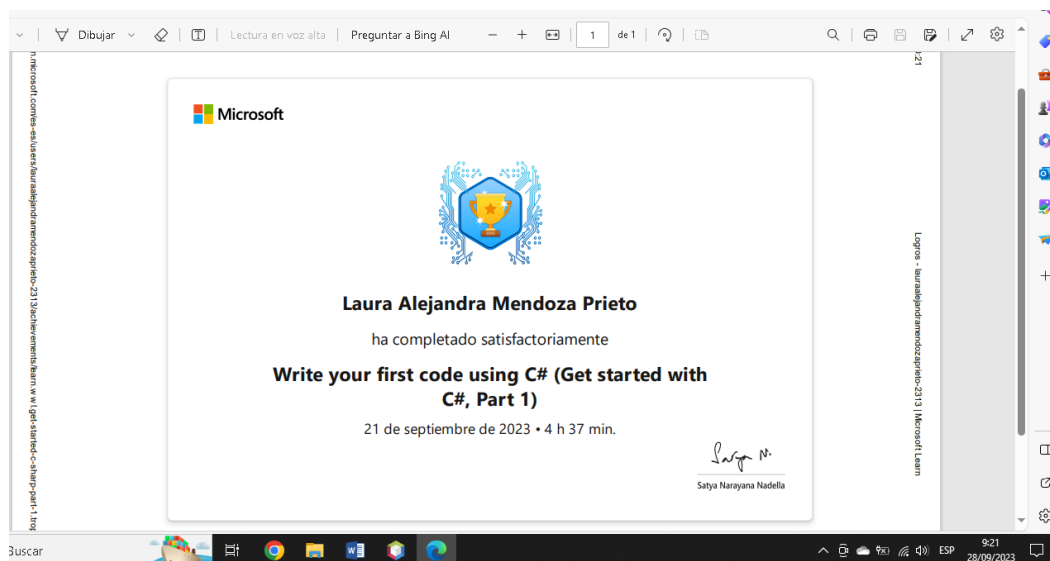 Dibujar
Lectura en voz alta
Preguntar a Bing AI
1
de 1
Microsoft
Laura Alejandra Mendoza Prieto
ha completado satisfactoriamente
Write your first code using C# (Get started with
C#, Part 1)
21 de septiembre de 2023 • 4 h 37 min.
Satya N.
Satya Narayana Nadella
Logros - lauraalejandramendozaprieto-2313 | Microsoft Learn
ESP
9:21
28/09/2023